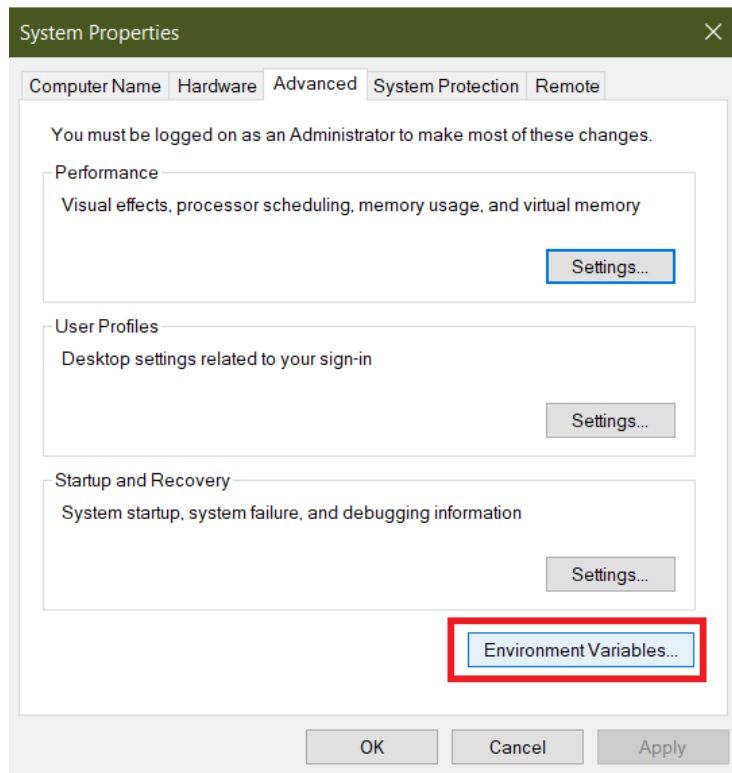 System Properties
Computer Name Hardware Advanced System Protection Remote
You must be logged on as an Administrator to make most of these changes.
Performance
Visual effects, processor scheduling, memory usage, and virtual memory
Settings...
User Profiles
Desktop settings related to your sign-in
Settings...
Startup and Recovery
System startup, system failure, and debugging information
Settings...
Environment Variables...
OK Cancel Apply